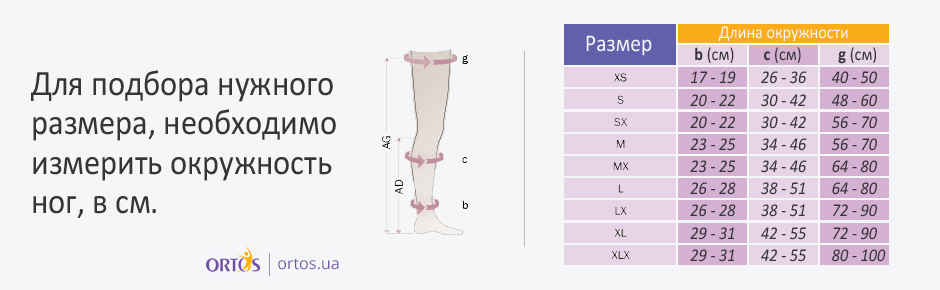 Для подбора нужного
размера, необходимо
измерить окружность
ног, в см.
ORTOS | ortos.ua
g
c
b
AG
AD
Размер
Длина окружности
b (см) c (см) g (см)
XS 17 - 19 26 - 36 40 - 50
S 20 - 22 30 - 42 48 - 60
SX 20 - 22 30 - 42 56 - 70
M 23 - 25 34 - 46 56 - 70
MX 23 - 25 34 - 46 64 - 80
L 26 - 28 38 - 51 64 - 80
LX 26 - 28 38 - 51 72 - 90
XL 29 - 31 42 - 55 72 - 90
XLX 29 - 31 42 - 55 80 - 100